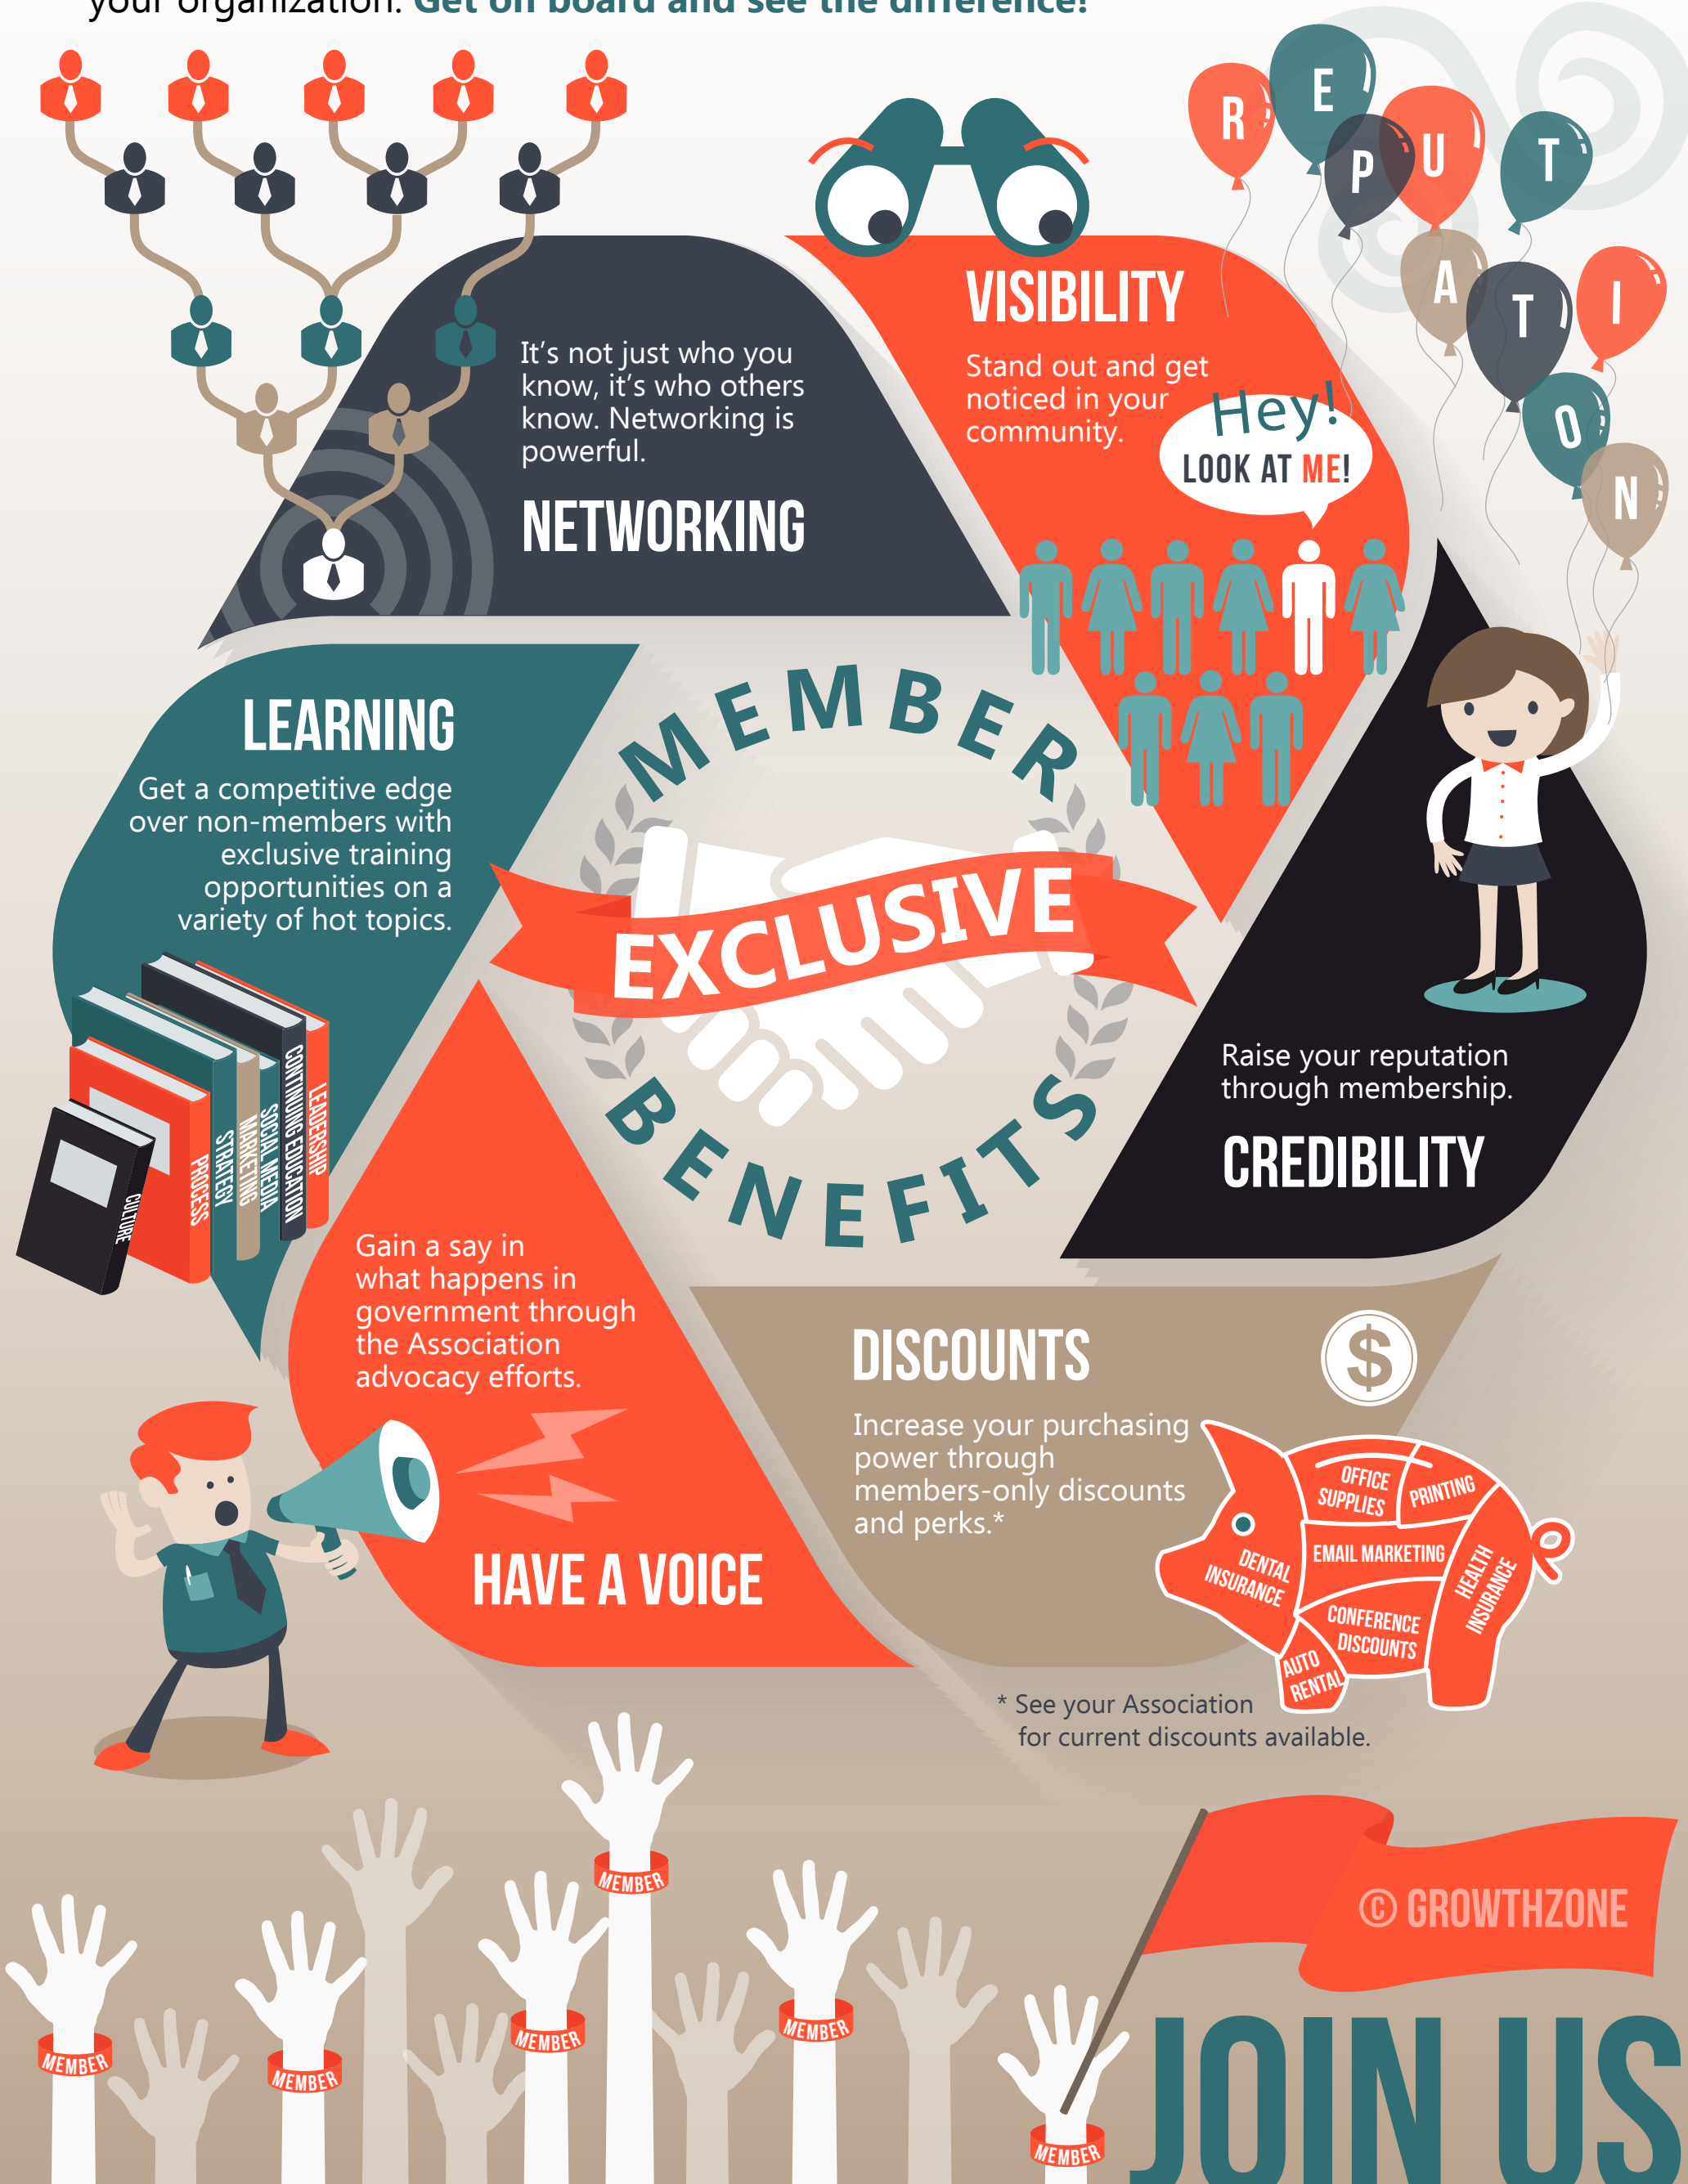 your organization. Get on board and see the difference!
REPUTATION
It's not just who you
know, it's who others
know. Networking is
powerful.
NETWORKING
VISIBILITY
Stand out and get
noticed in your
community.
Hey!
LOOK AT ME!
LEARNING
Get a competitive edge
over non-members with
exclusive training
opportunities on a
variety of hot topics.
CULTURE
PROCESS
STRATEGY
MARKETING
SOCIAL MEDIA
CONTINUING EDUCATION
LEADERSHIP
MEMBER
EXCLUSIVE
BENEFITS
Raise your reputation
through membership.
CREDIBILITY
Gain a say in
what happens in
government through
the Association
advocacy efforts.
HAVE A VOICE
DISCOUNTS
$
Increase your purchasing
power through
members-only discounts
and perks.*
OFFICE
SUPPLIES
PRINTING
EMAIL MARKETING
DENTAL
INSURANCE
HEALTH
INSURANCE
CONFERENCE
DISCOUNTS
AUTO
RENTAL
* See your Association
for current discounts available.
MEMBER
MEMBER
MEMBER
MEMBER
MEMBER
MEMBER
© GROWTHZONE
JOIN US